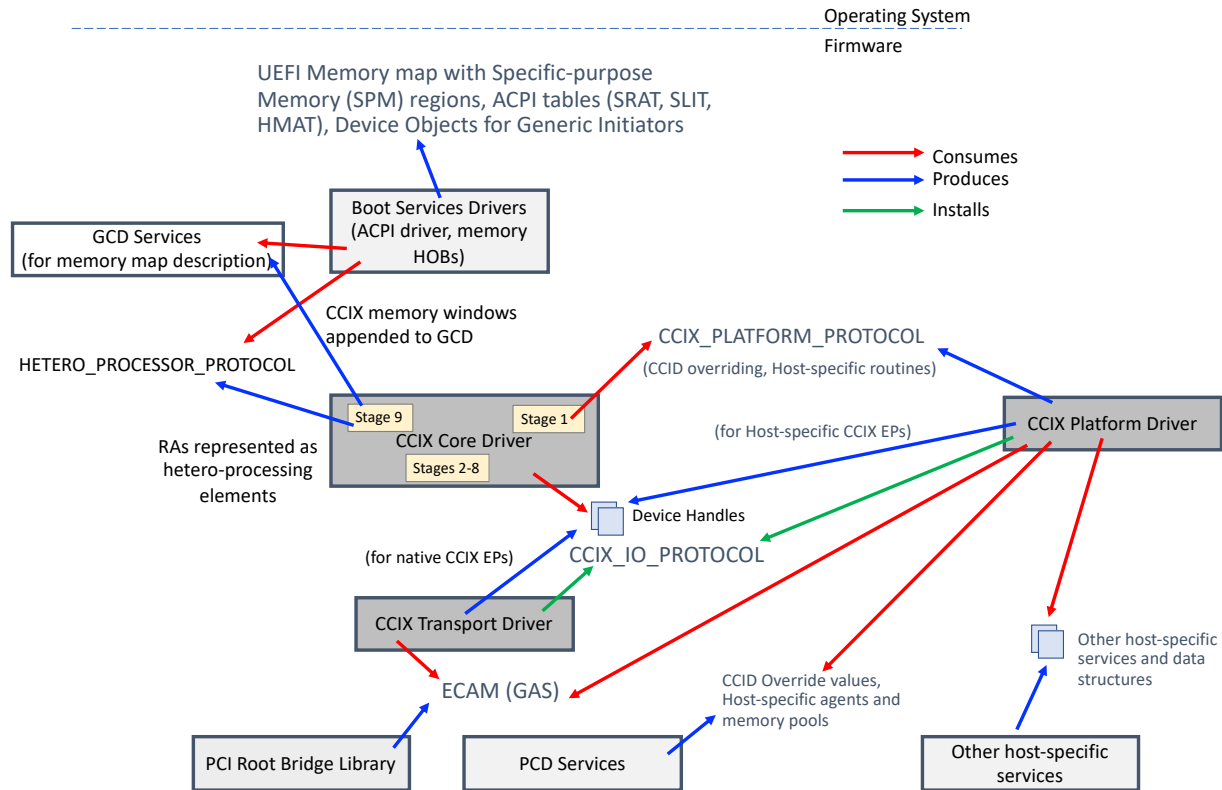 Operating System
Firmware
UEFI Memory map with Specific-purpose
Memory (SPM) regions, ACPI tables (SRAT, SLIT,
HMAT), Device Objects for Generic Initiators
Consumes
Produces
Installs
Boot Services Drivers
(ACPI driver, memory
HOBs)
GCD Services
(for memory map description)
CCIX memory windows
appended to GCD
HETERO_PROCESSOR_PROTOCOL
CCIX_PLATFORM_PROTOCOL
(CCID overriding, Host-specific routines)
Stage 9
Stage 1
CCIX Core Driver
Stages 2-8
CCIX Platform Driver
(for Host-specific CCIX EPs)
RAs represented as
hetero-processing
elements
Device Handles
(for native CCIX EPs)
CCIX_IO_PROTOCOL
CCIX Transport Driver
Other host-specific
services and data
structures
ECAM (GAS)
CCID Override values,
Host-specific agents and
memory pools
PCI Root Bridge Library
PCD Services
Other host-specific
services